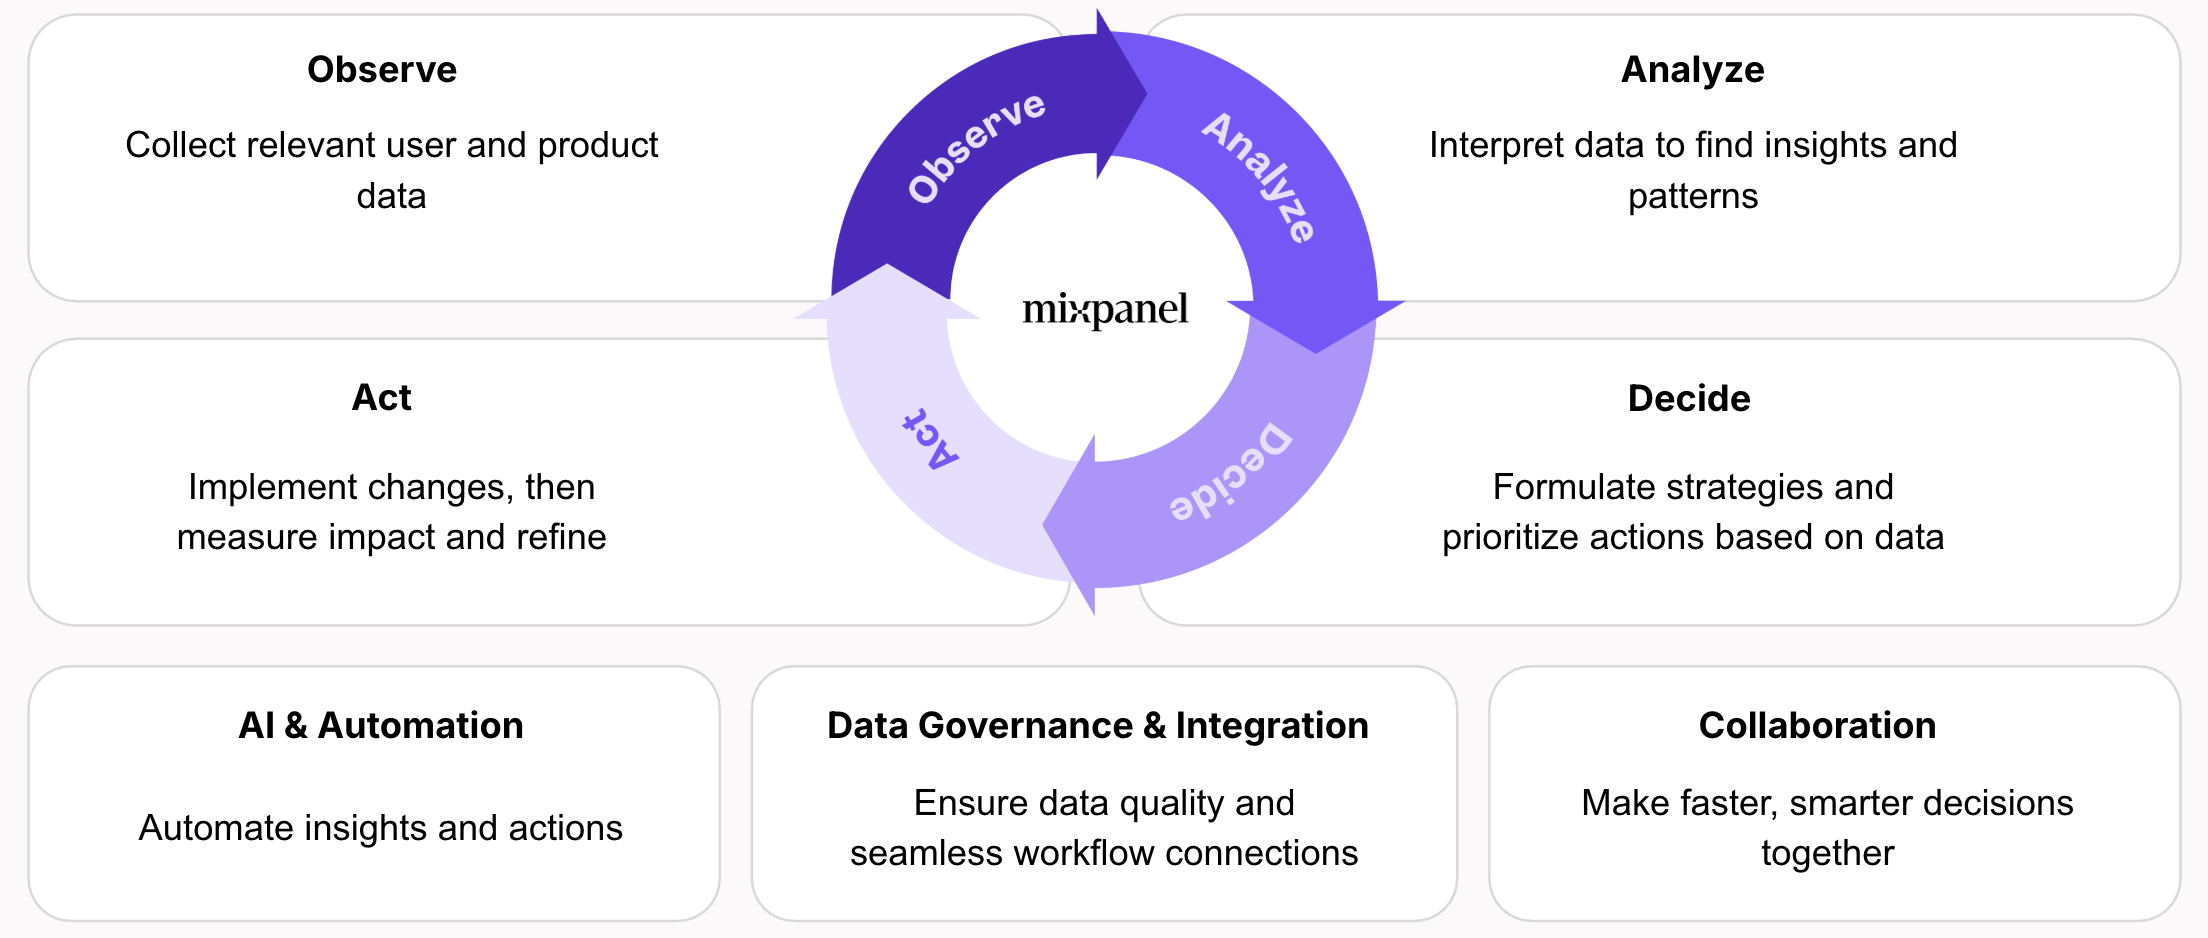 Observe
Collect relevant user and product
data
Analyze
Interpret data to find insights and
patterns
Observe
Analyze
Decide
Act
mixpanel
Act
Implement changes, then
measure impact and refine
Decide
Formulate strategies and
prioritize actions based on data
AI & Automation
Automate insights and actions
Data Governance & Integration
Ensure data quality and
seamless workflow connections
Collaboration
Make faster, smarter decisions
together